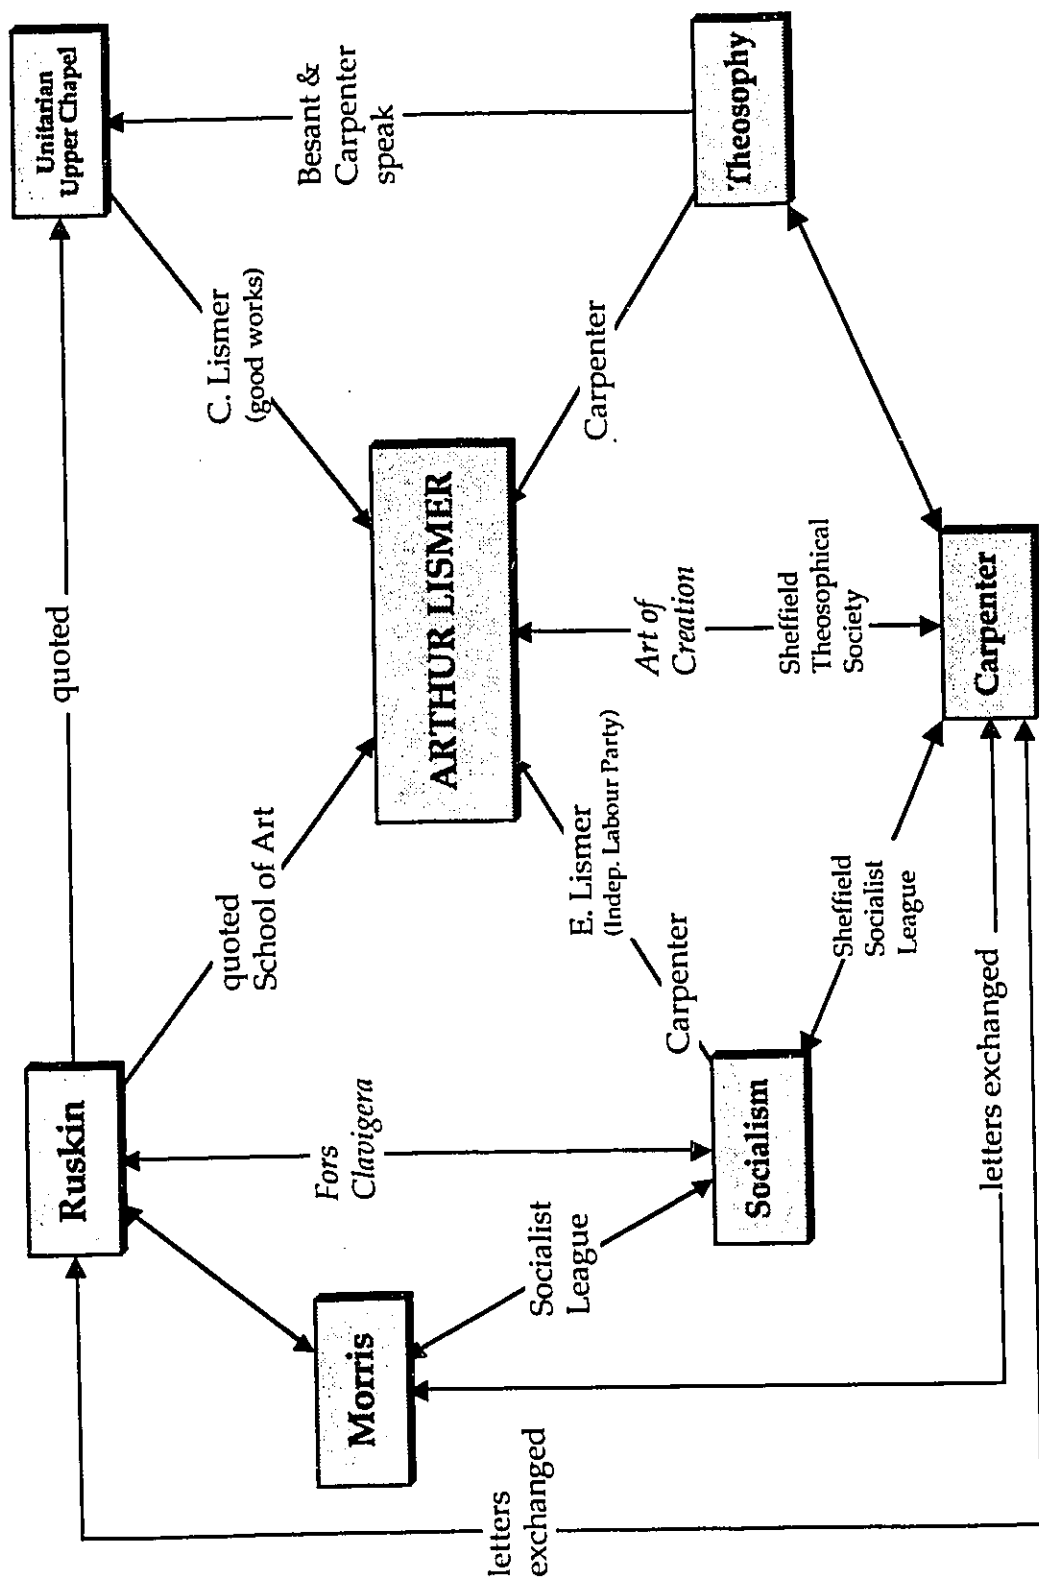 Ruskin
quoted
Unitarian
Upper Chapel
letters
exchanged
quoted
School of Art
C. Lismer
(good works)
Besant &
Carpenter
speak
Morris
Fors
Clavigera
ARTHUR LISMER
Socialist
League
E. Lismer
(Indep. Labour Party)
Carpenter
Carpenter
Art of
Creation
Socialism
Theosophy
Sheffield
Theosophical
Society
Sheffield
Socialist
League
letters exchanged
Carpenter